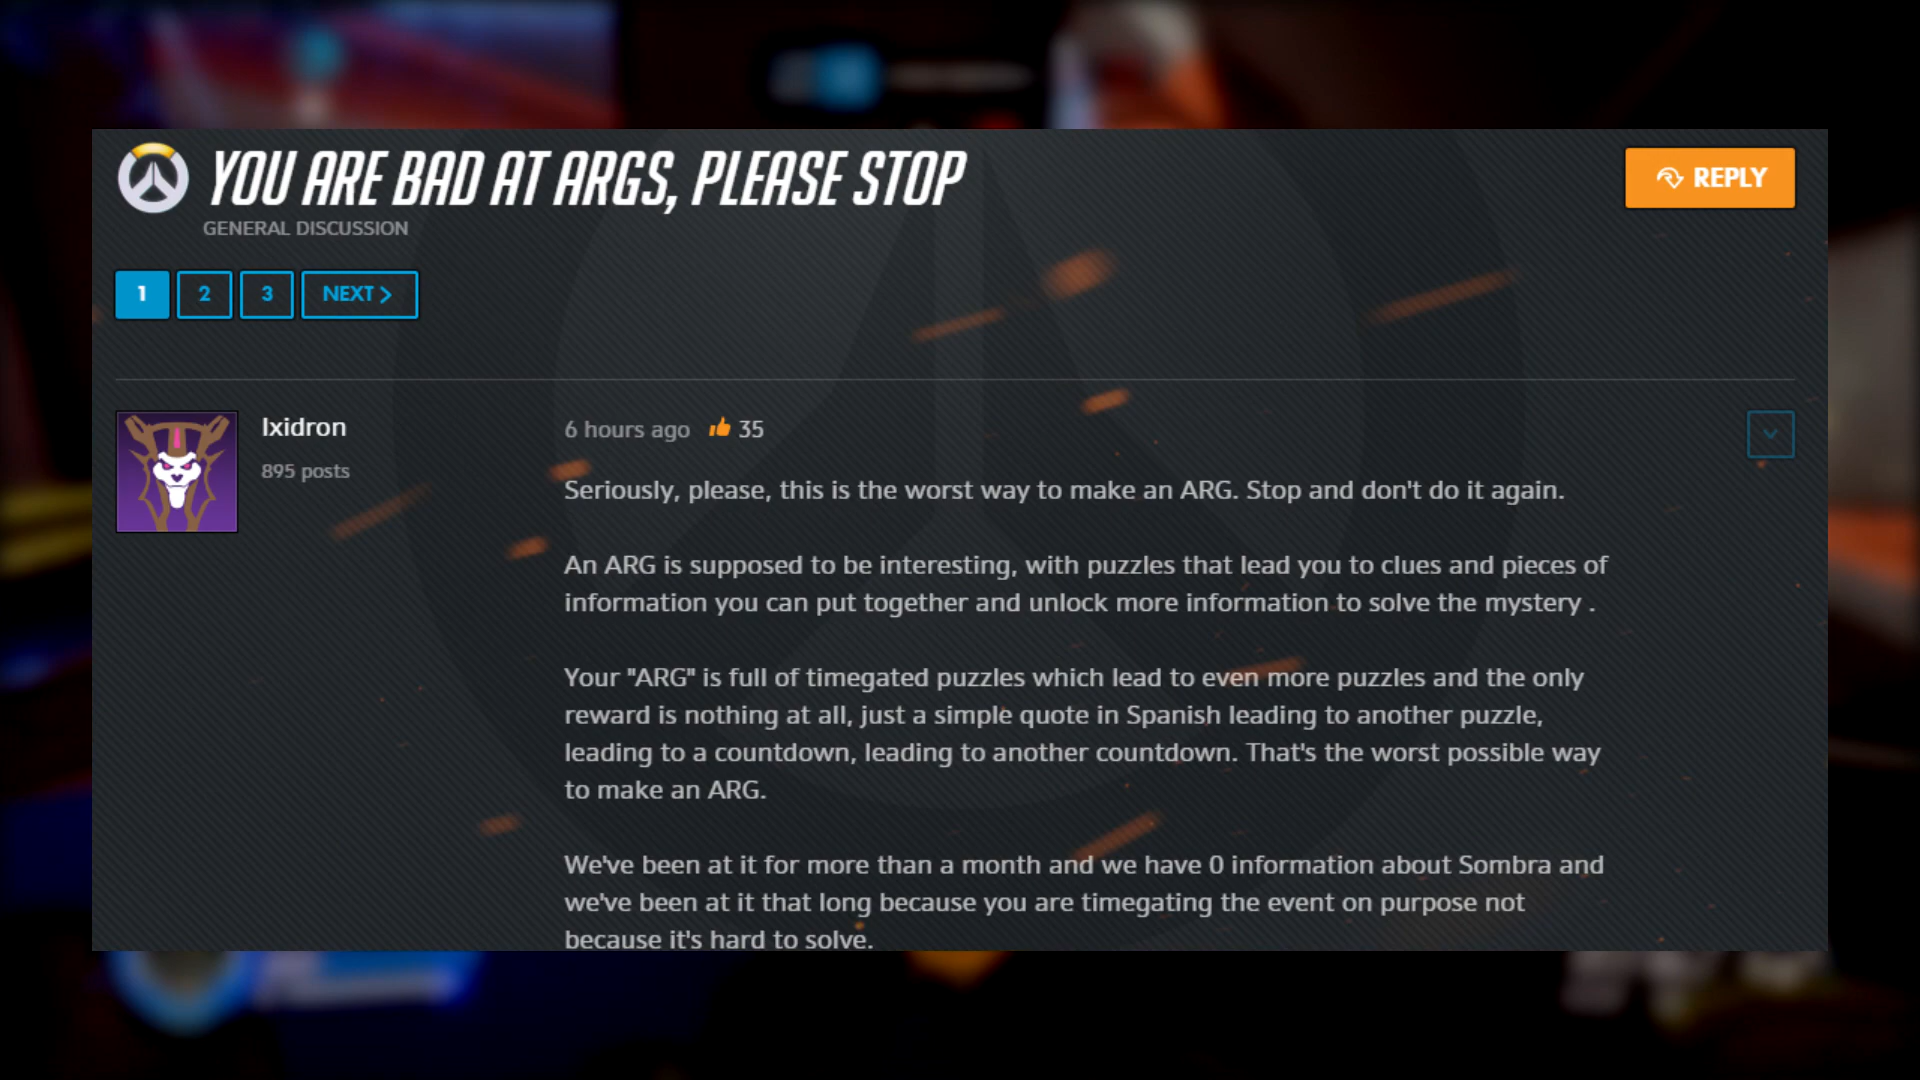 YOU ARE BAD AT ARGS, PLEASE STOP
REPLY
GENERAL DISCUSSION
1 2 3 NEXT >
Ixidron
895 posts
6 hours ago 35
Seriously, please, this is the worst way to make an ARG. Stop and don't do it again.
An ARG is supposed to be interesting, with puzzles that lead you to clues and pieces of
information you can put together and unlock more information to solve the mystery .
Your "ARG" is full of timegated puzzles which lead to even more puzzles and the only
reward is nothing at all, just a simple quote in Spanish leading to another puzzle,
leading to a countdown, leading to another countdown. That's the worst possible way
to make an ARG.
We've been at it for more than a month and we have 0 information about Sombra and
we've been at it that long because you are timegating the event on purpose not
because it's hard to solve.